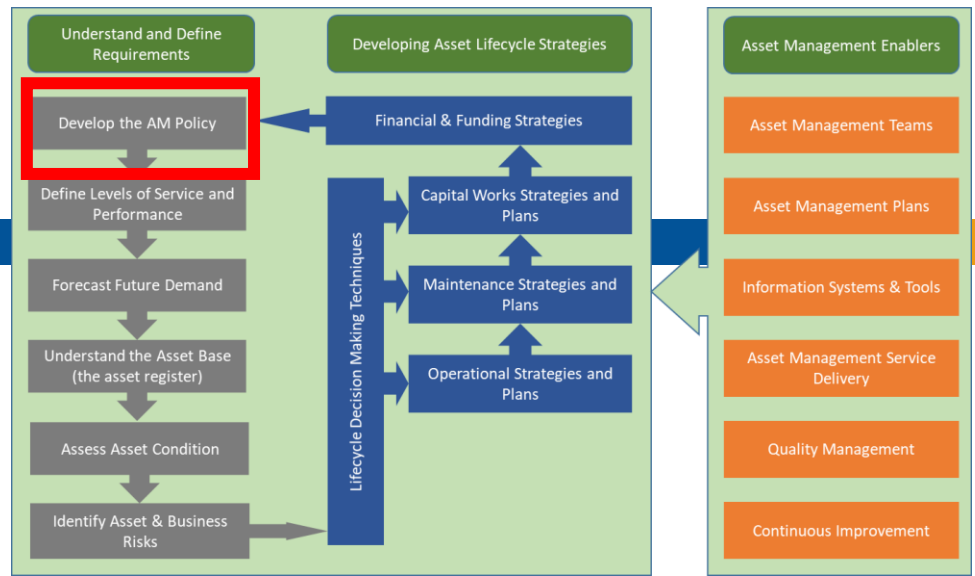 Understand and Define
Requirements
Develop the AM Policy
Define Levels of Service and
Performance
Forecast Future Demand
Understand the Asset Base
(the asset register)
Assess Asset Condition
Identify Asset & Business
Risks
Developing Asset Lifecycle Strategies
Financial & Funding Strategies
Lifecycle Decision Making Techniques
Capital Works Strategies and
Plans
Maintenance Strategies and
Plans
Operational Strategies and
Plans
Asset Management Enablers
Asset Management Teams
Asset Management Plans
Information Systems & Tools
Asset Management Service
Delivery
Quality Management
Continuous Improvement